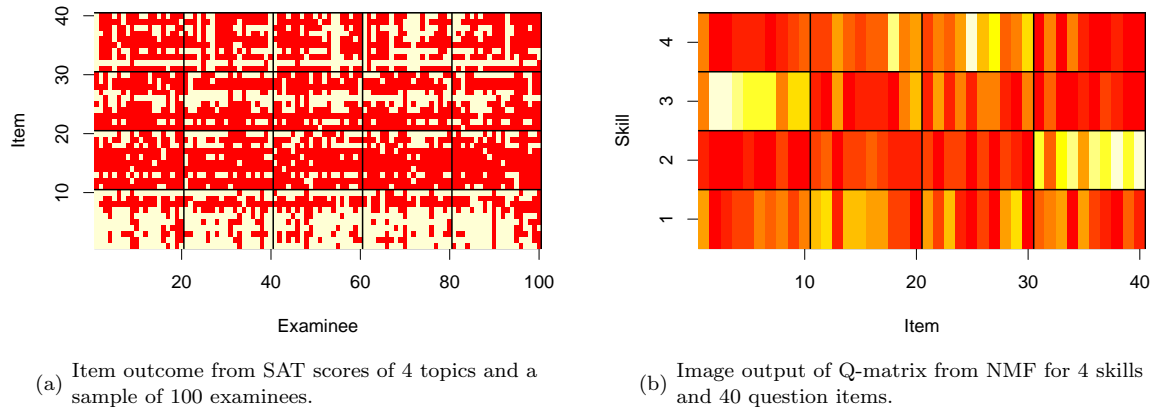 40
30
20
10
Item
20
40
60
80
100
Examinee
(a) Item outcome from SAT scores of 4 topics and a
sample of 100 examinees.
4
3
2
1
Skill
10
20
30
40
Item
(b) Image output of Q-matrix from NMF for 4 skills
and 40 question items.